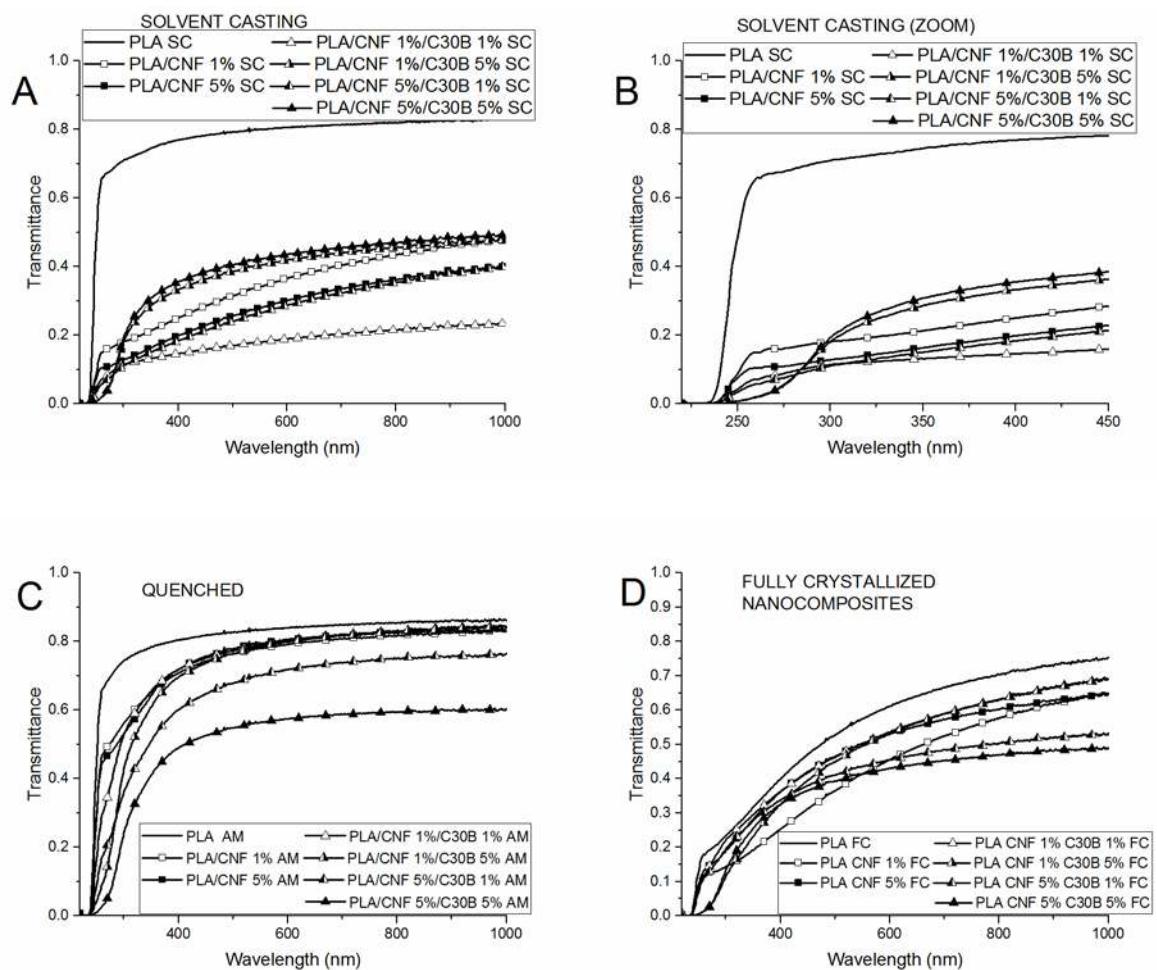 SOLVENT CASTING
A
PLA SC
PLA/CNF 1% SC
PLA/CNF 5% SC
PLA/CNF 1%/C30B 1% SC
PLA/CNF 1%/C30B 5% SC
PLA/CNF 5%/C30B 1% SC
PLA/CNF 5%/C30B 5% SC
1.0
0.8
0.6
0.4
0.2
0.0
Transmittance
400
600
800
1000
Wavelength (nm)
SOLVENT CASTING (ZOOM)
B
PLA SC
PLA/CNF 1% SC
PLA/CNF 5% SC
PLA/CNF 1%/C30B 1% SC
PLA/CNF 1%/C30B 5% SC
PLA/CNF 5%/C30B 1% SC
PLA/CNF 5%/C30B 5% SC
1.0
0.8
0.6
0.4
0.2
0.0
Transmittance
250
300
350
400
450
Wavelength (nm)
C
QUENCHED
1.0
0.8
0.6
0.4
0.2
0.0
Transmittance
PLA AM
PLA/CNF 1% AM
PLA/CNF 5% AM
PLA/CNF 1%/C30B 1% AM
PLA/CNF 1%/C30B 5% AM
PLA/CNF 5%/C30B 1% AM
PLA/CNF 5%/C30B 5% AM
400
600
800
1000
Wavelength (nm)
D
FULLY CRYSTALLIZED
NANOCOMPOSITES
1.0
0.9
0.8
0.7
0.6
0.5
0.4
0.3
0.2
0.1
0.0
Transmittance
PLA FC
PLA CNF 1% FC
PLA CNF 5% FC
PLA CNF 1% C30B 1% FC
PLA CNF 1% C30B 5% FC
PLA CNF 5% C30B 1% FC
PLA CNF 5% C30B 5% FC
400
600
800
1000
Wavelength (nm)